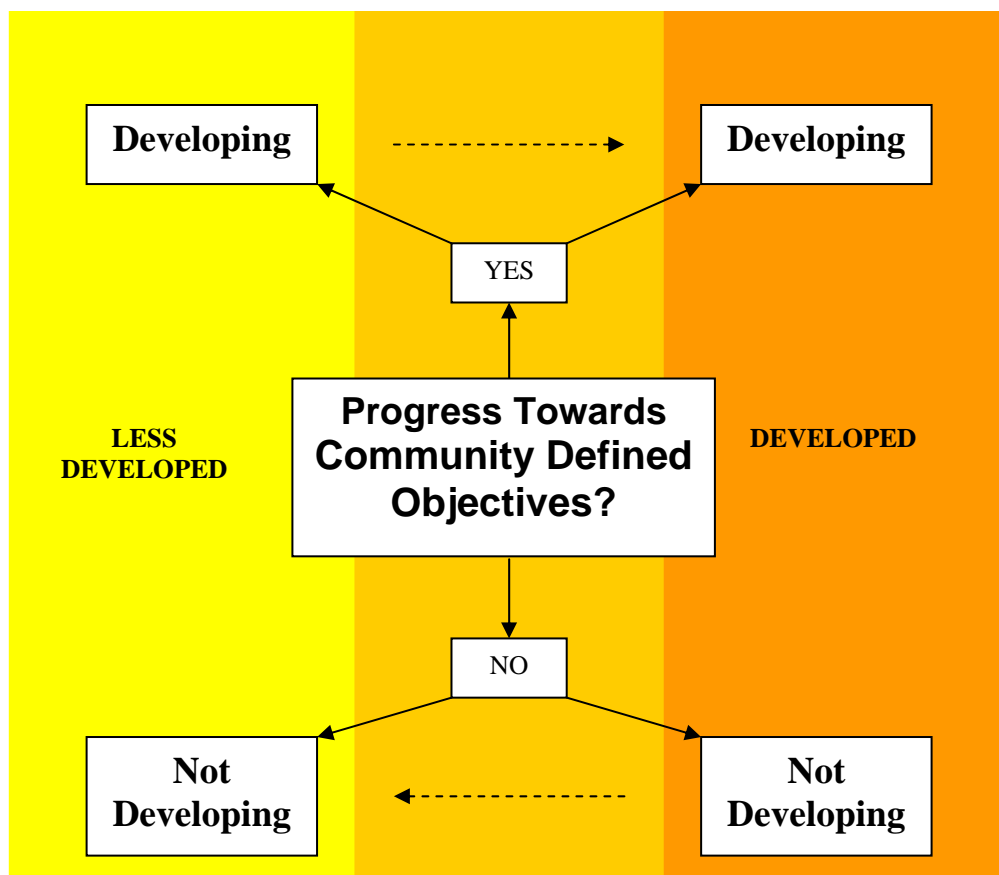 Developing
Developing
YES
Progress Towards
Community Defined
Objectives?
LESS
DEVELOPED
DEVELOPED
NO
Not
Developing
Not
Developing